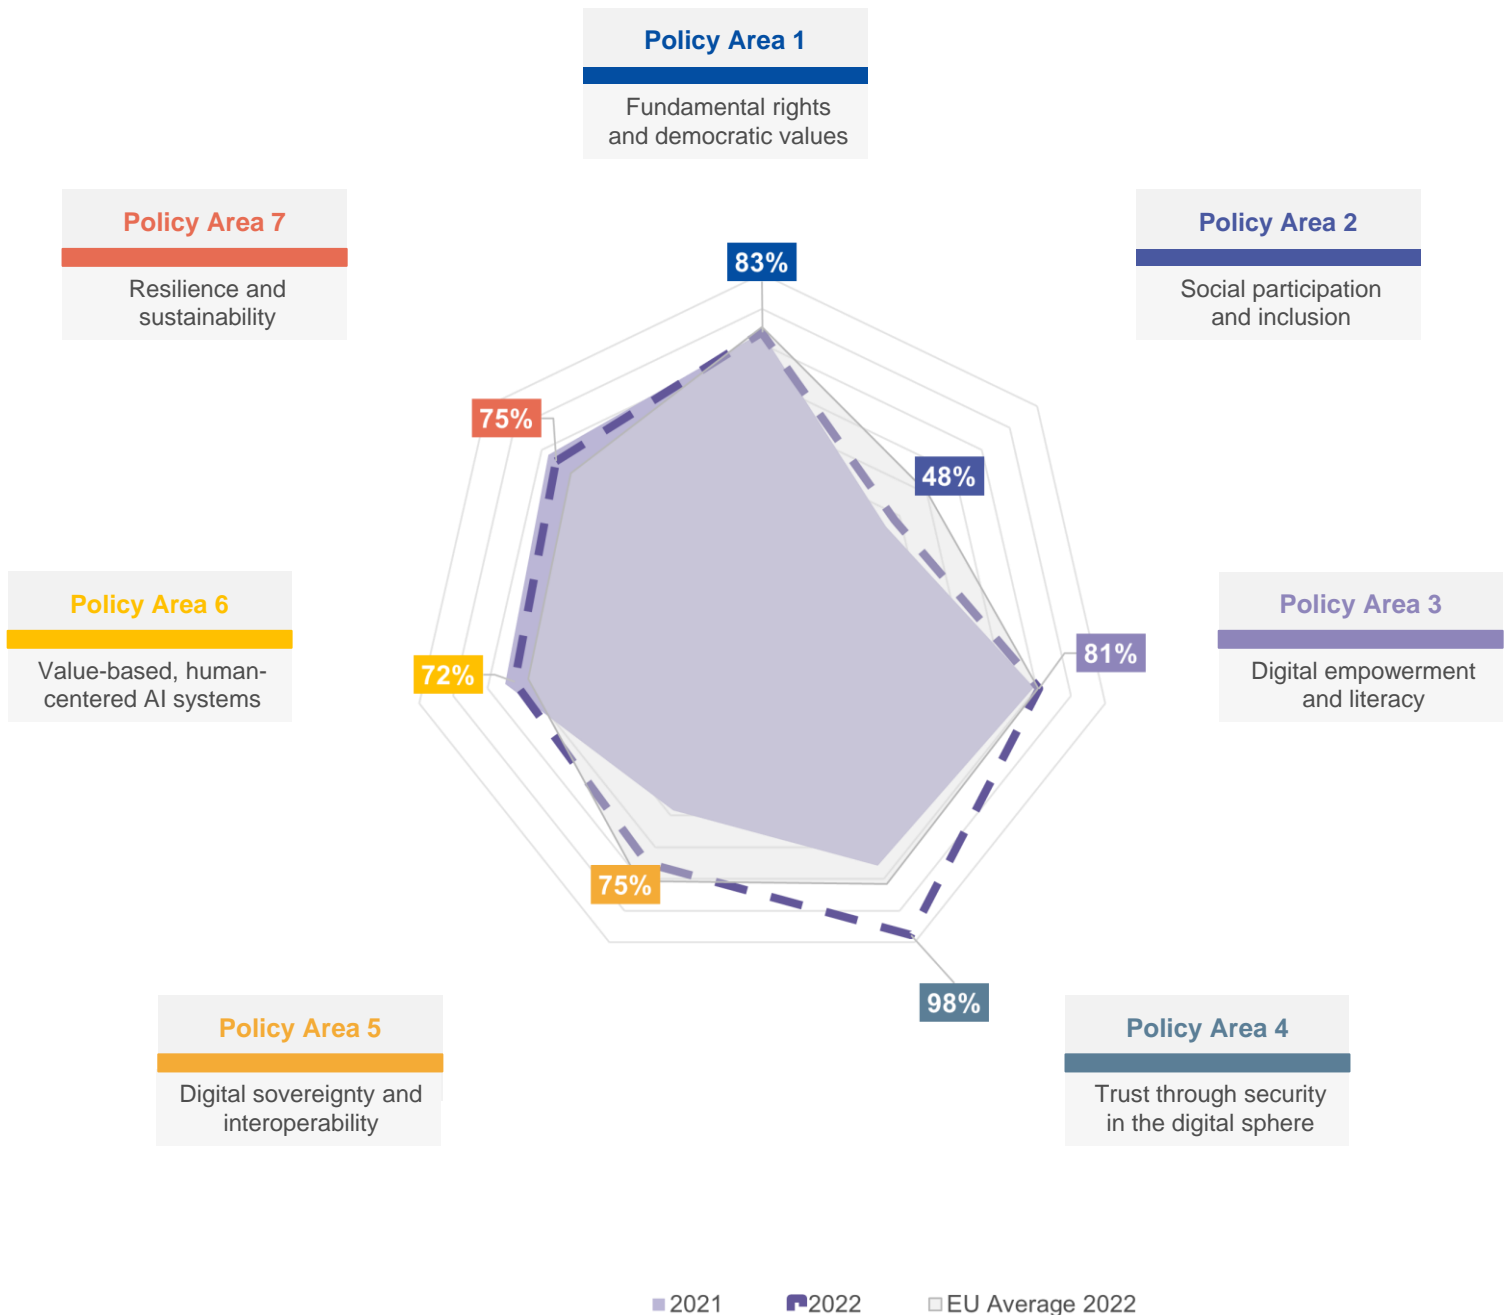 Policy Area 1
Fundamental rights
and democratic values
Policy Area 7
Resilience and
sustainability
Policy Area 2
Social participation
and inclusion
83%
75%
48%
Policy Area 6
Value-based, human-
centered AI systems
72%
81%
Policy Area 3
Digital empowerment
and literacy
75%
98%
Policy Area 5
Digital sovereignty and
interoperability
Policy Area 4
Trust through security
in the digital sphere
2021
2022
EU Average 2022